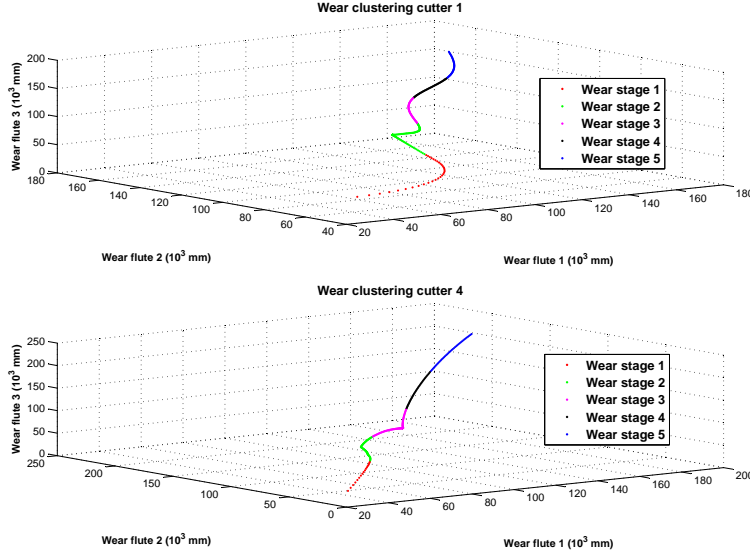 Wear clustering cutter 1
Wear flute 3 (10³ mm)
200
150
100
50
0
180
160
140
120
100
80
60
40
20
40
60
80
100
120
140
160
180
Wear flute 2 (10³ mm)
Wear flute 1 (10³ mm)
Wear stage 1
Wear stage 2
Wear stage 3
Wear stage 4
Wear stage 5
Wear clustering cutter 4
Wear flute 3 (10³ mm)
250
200
150
100
50
0
250
200
150
100
50
0
20
40
60
80
100
120
140
160
180
200
Wear flute 2 (10³ mm)
Wear flute 1 (10³ mm)
Wear stage 1
Wear stage 2
Wear stage 3
Wear stage 4
Wear stage 5